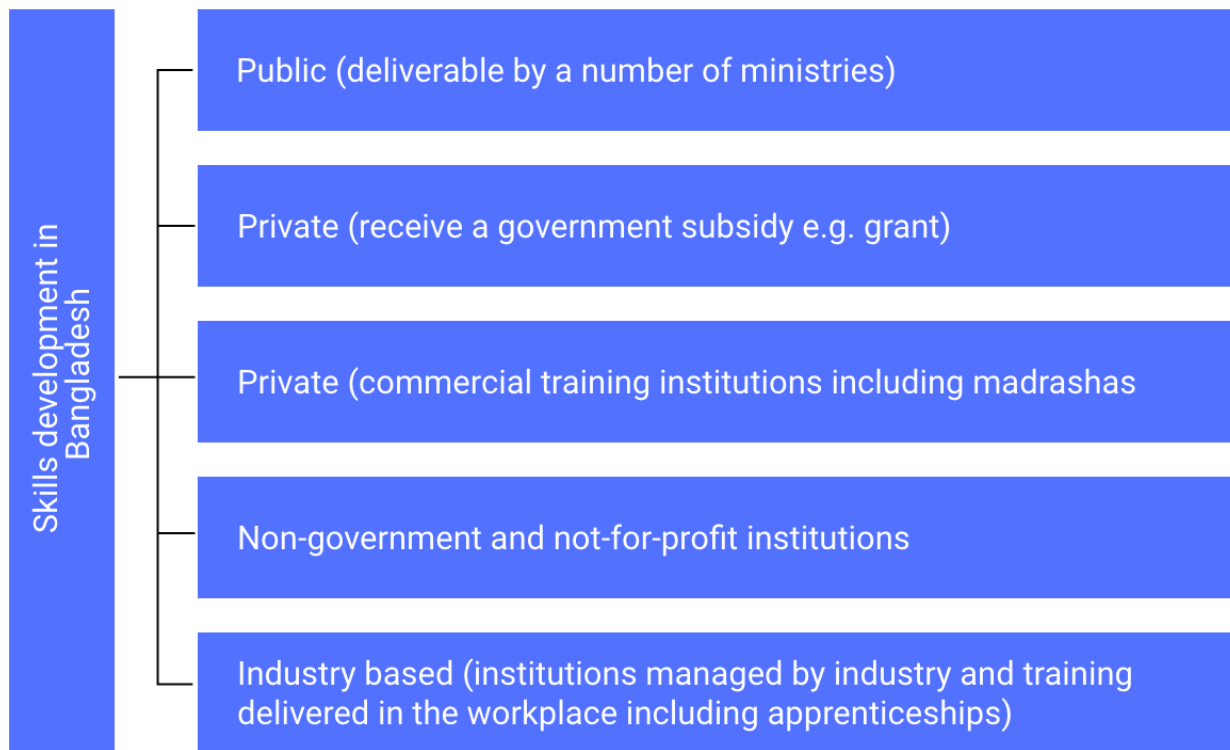 Skills development in
Bangladesh
Public (deliverable by a number of ministries)
Private (receive a government subsidy e.g. grant)
Private (commercial training institutions including madrashas
Non-government and not-for-profit institutions
Industry based (institutions managed by industry and training
delivered in the workplace including apprenticeships)